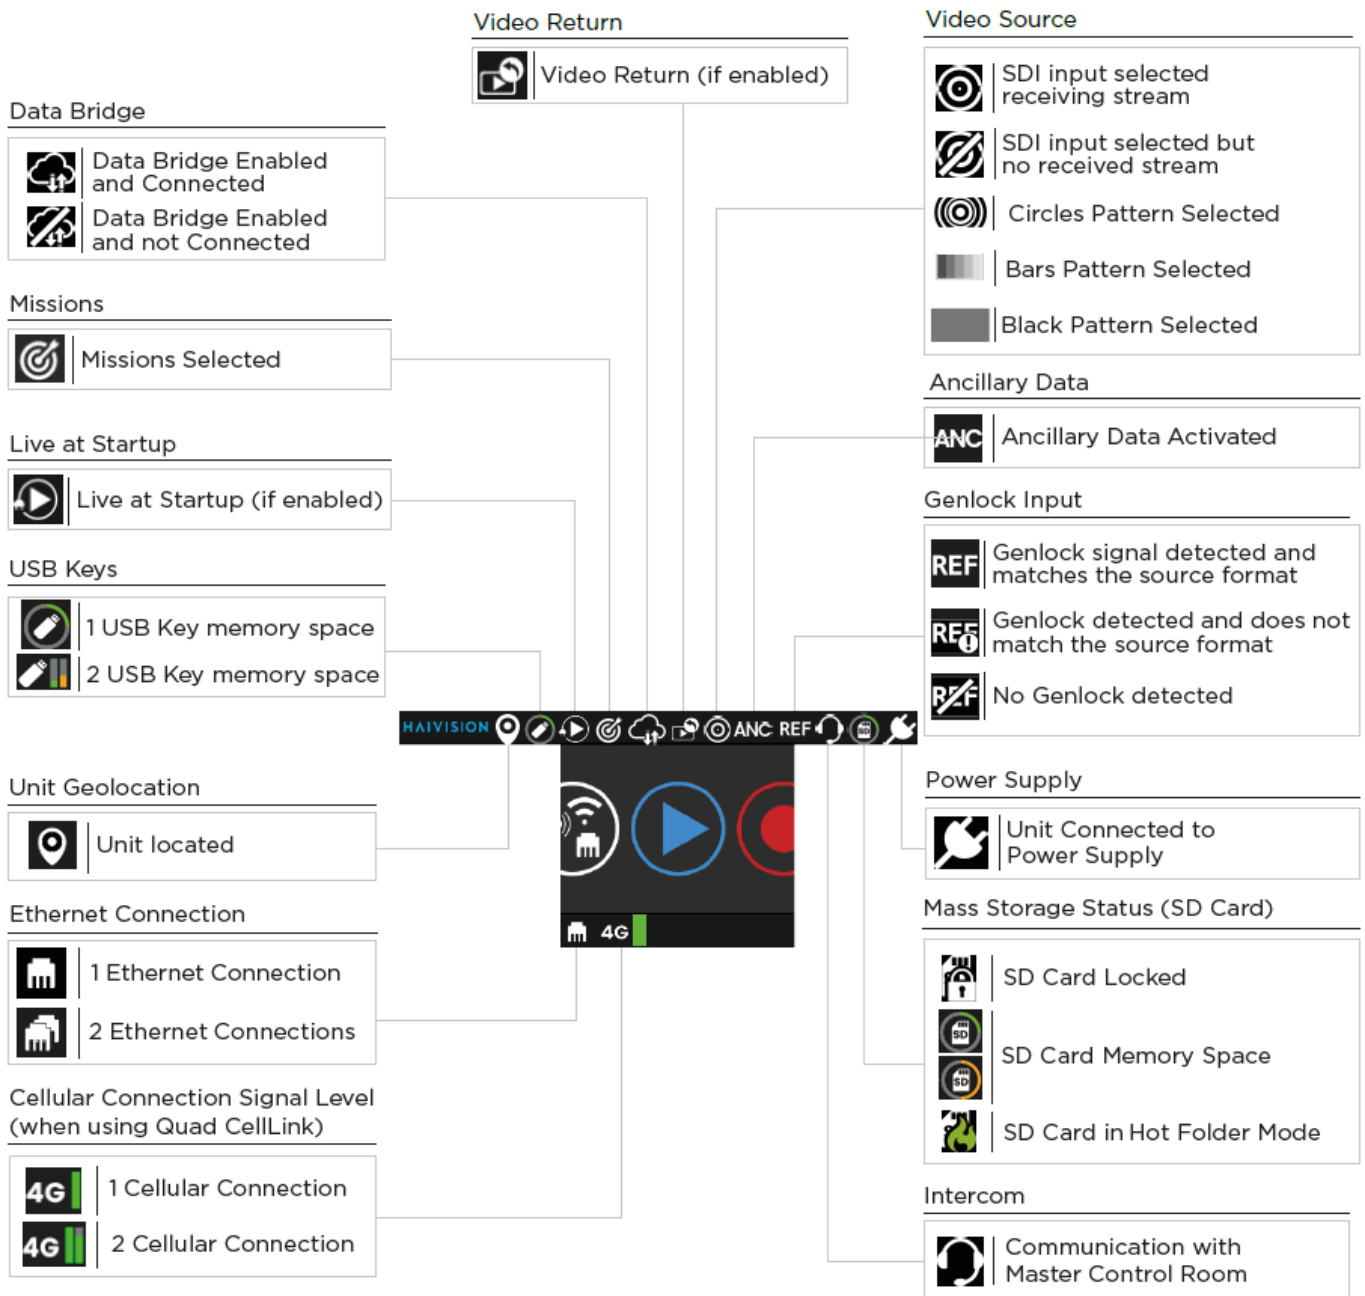 Video Return
Video Return (if enabled)
Video Source
SDI input selected
receiving stream
SDI input selected but
no received stream
Circles Pattern Selected
Bars Pattern Selected
Black Pattern Selected
Data Bridge
Data Bridge Enabled
and Connected
Data Bridge Enabled
and not Connected
Missions
Missions Selected
Live at Startup
Live at Startup (if enabled)
USB Keys
1 USB Key memory space
2 USB Key memory space
Ancillary Data
ANC Ancillary Data Activated
Genlock Input
REF Genlock signal detected and
matches the source format
REF Genlock detected and does not
match the source format
REF No Genlock detected
HAIVISION ANC REF SD
4G
Unit Geolocation
Unit located
Ethernet Connection
1 Ethernet Connection
2 Ethernet Connections
Cellular Connection Signal Level
(when using Quad CellLink)
4G 1 Cellular Connection
4G 2 Cellular Connection
Power Supply
Unit Connected to
Power Supply
Mass Storage Status (SD Card)
SD Card Locked
SD
SD Card Memory Space
SD
SD Card in Hot Folder Mode
Intercom
Communication with
Master Control Room